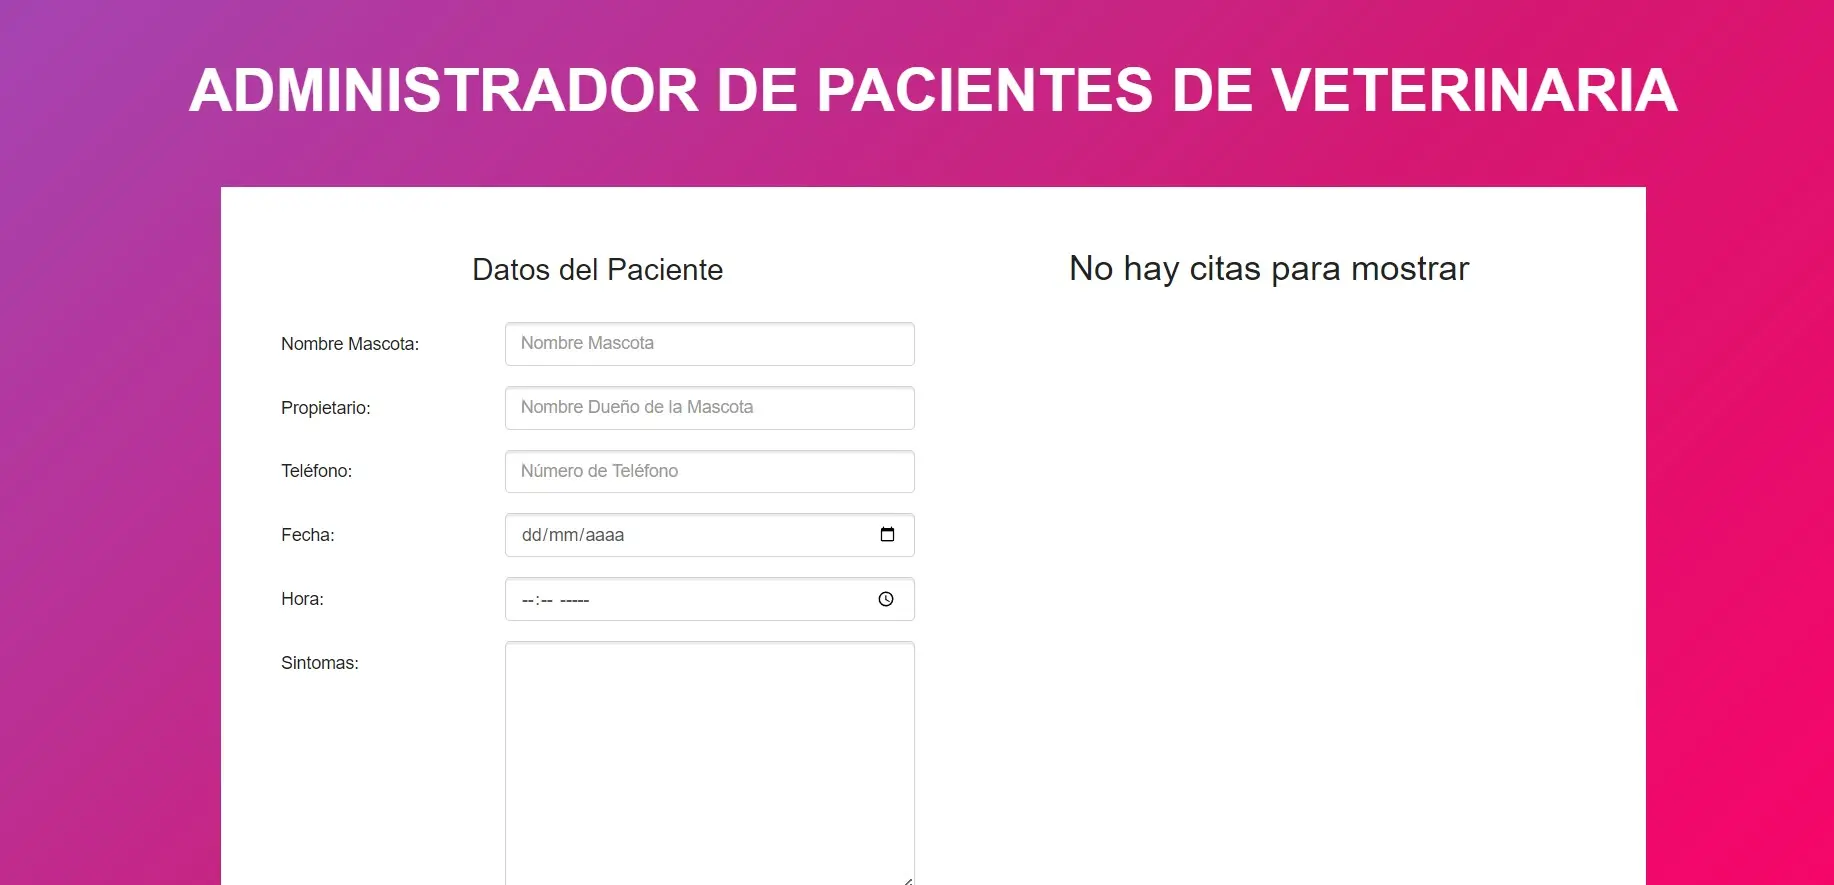 ADMINISTRADOR DE PACIENTES DE VETERINARIA
Datos del Paciente
Nombre Mascota: Nombre Mascota
Propietario: Nombre Dueño de la Mascota
Teléfono: Número de Teléfono
Fecha: dd/mm/aaaa
Hora: --:-- -----
Sintomas:
No hay citas para mostrar